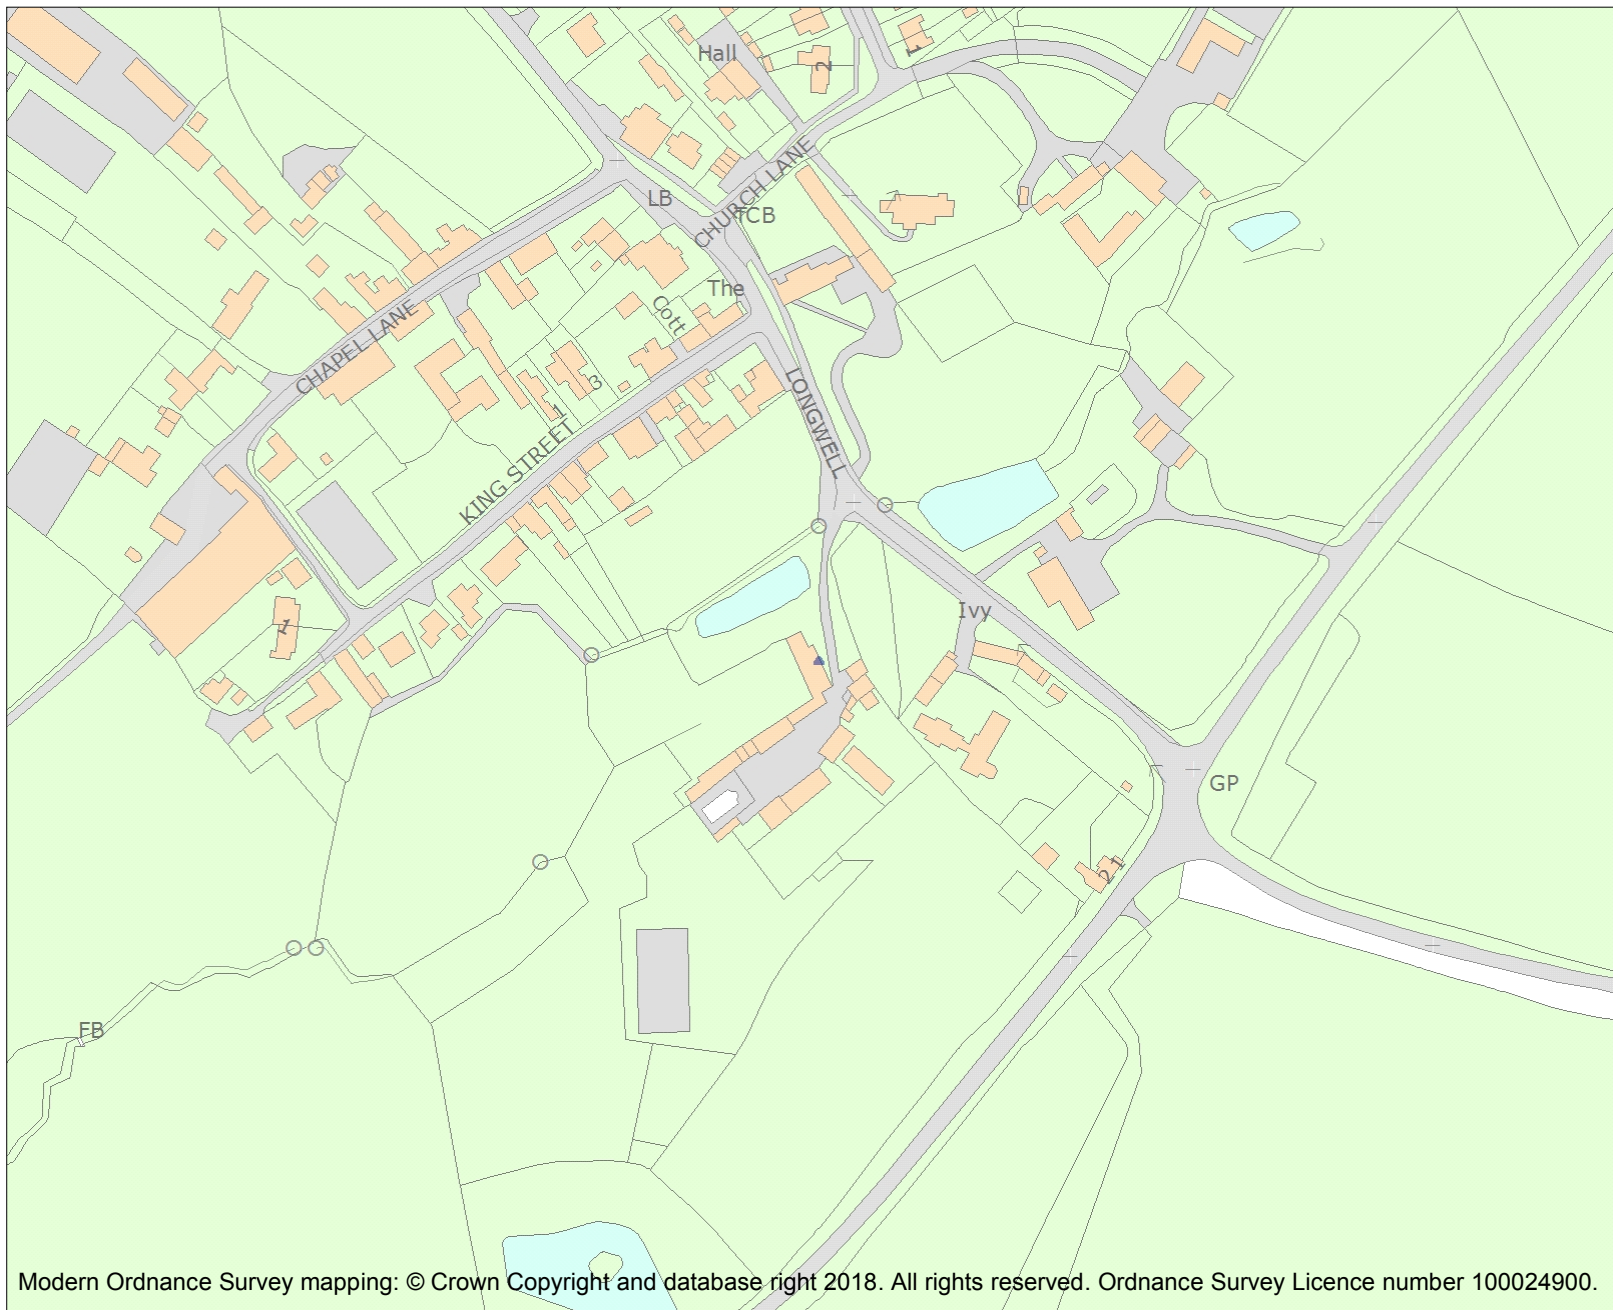 Hall
1
2
LB
TCB
CHURCH LANE
The
Cott
CHAPEL LANE
LONGWELL
3
1
KING STREET
Ivy
1
GP
2 1
FB
Modern Ordnance Survey mapping: © Crown Copyright and database right 2018. All rights reserved. Ordnance Survey Licence number 100024900.